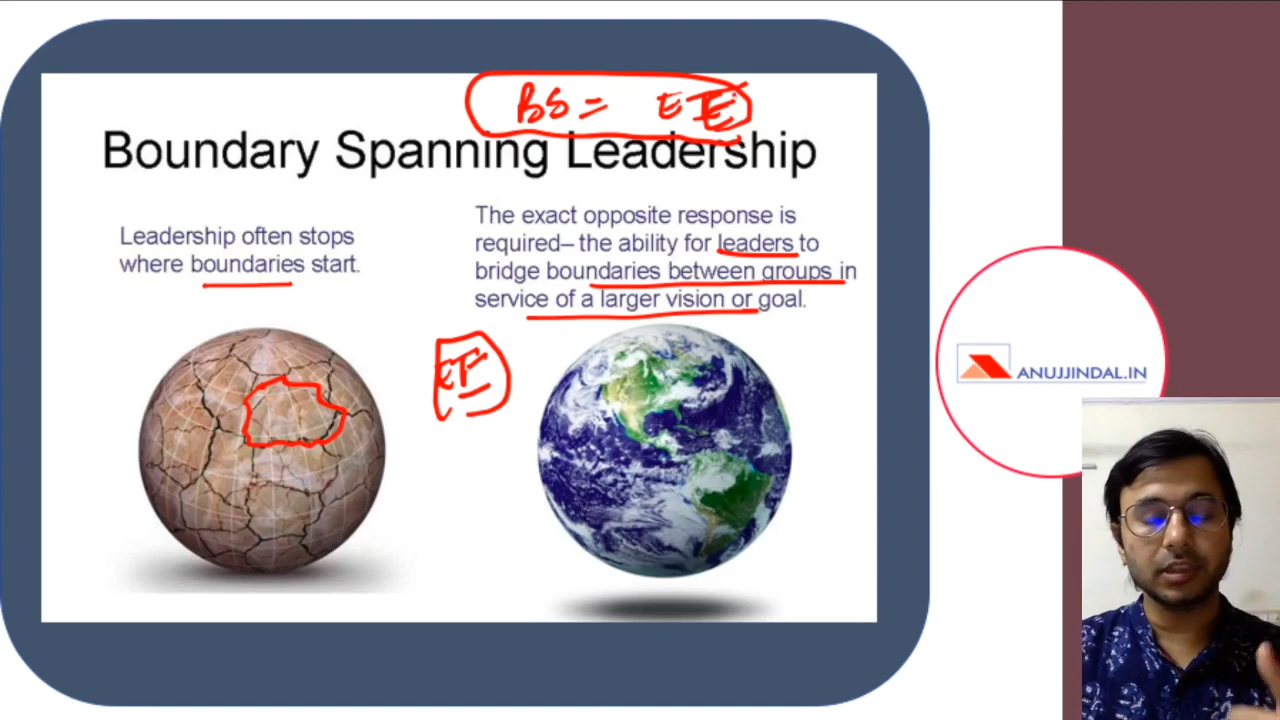 BS = EE
Boundary Spanning Leadership
Leadership often stops
where boundaries start.
The exact opposite response is
required– the ability for leaders to
bridge boundaries between groups in
service of a larger vision or goal.
ANUJJINDAL.IN